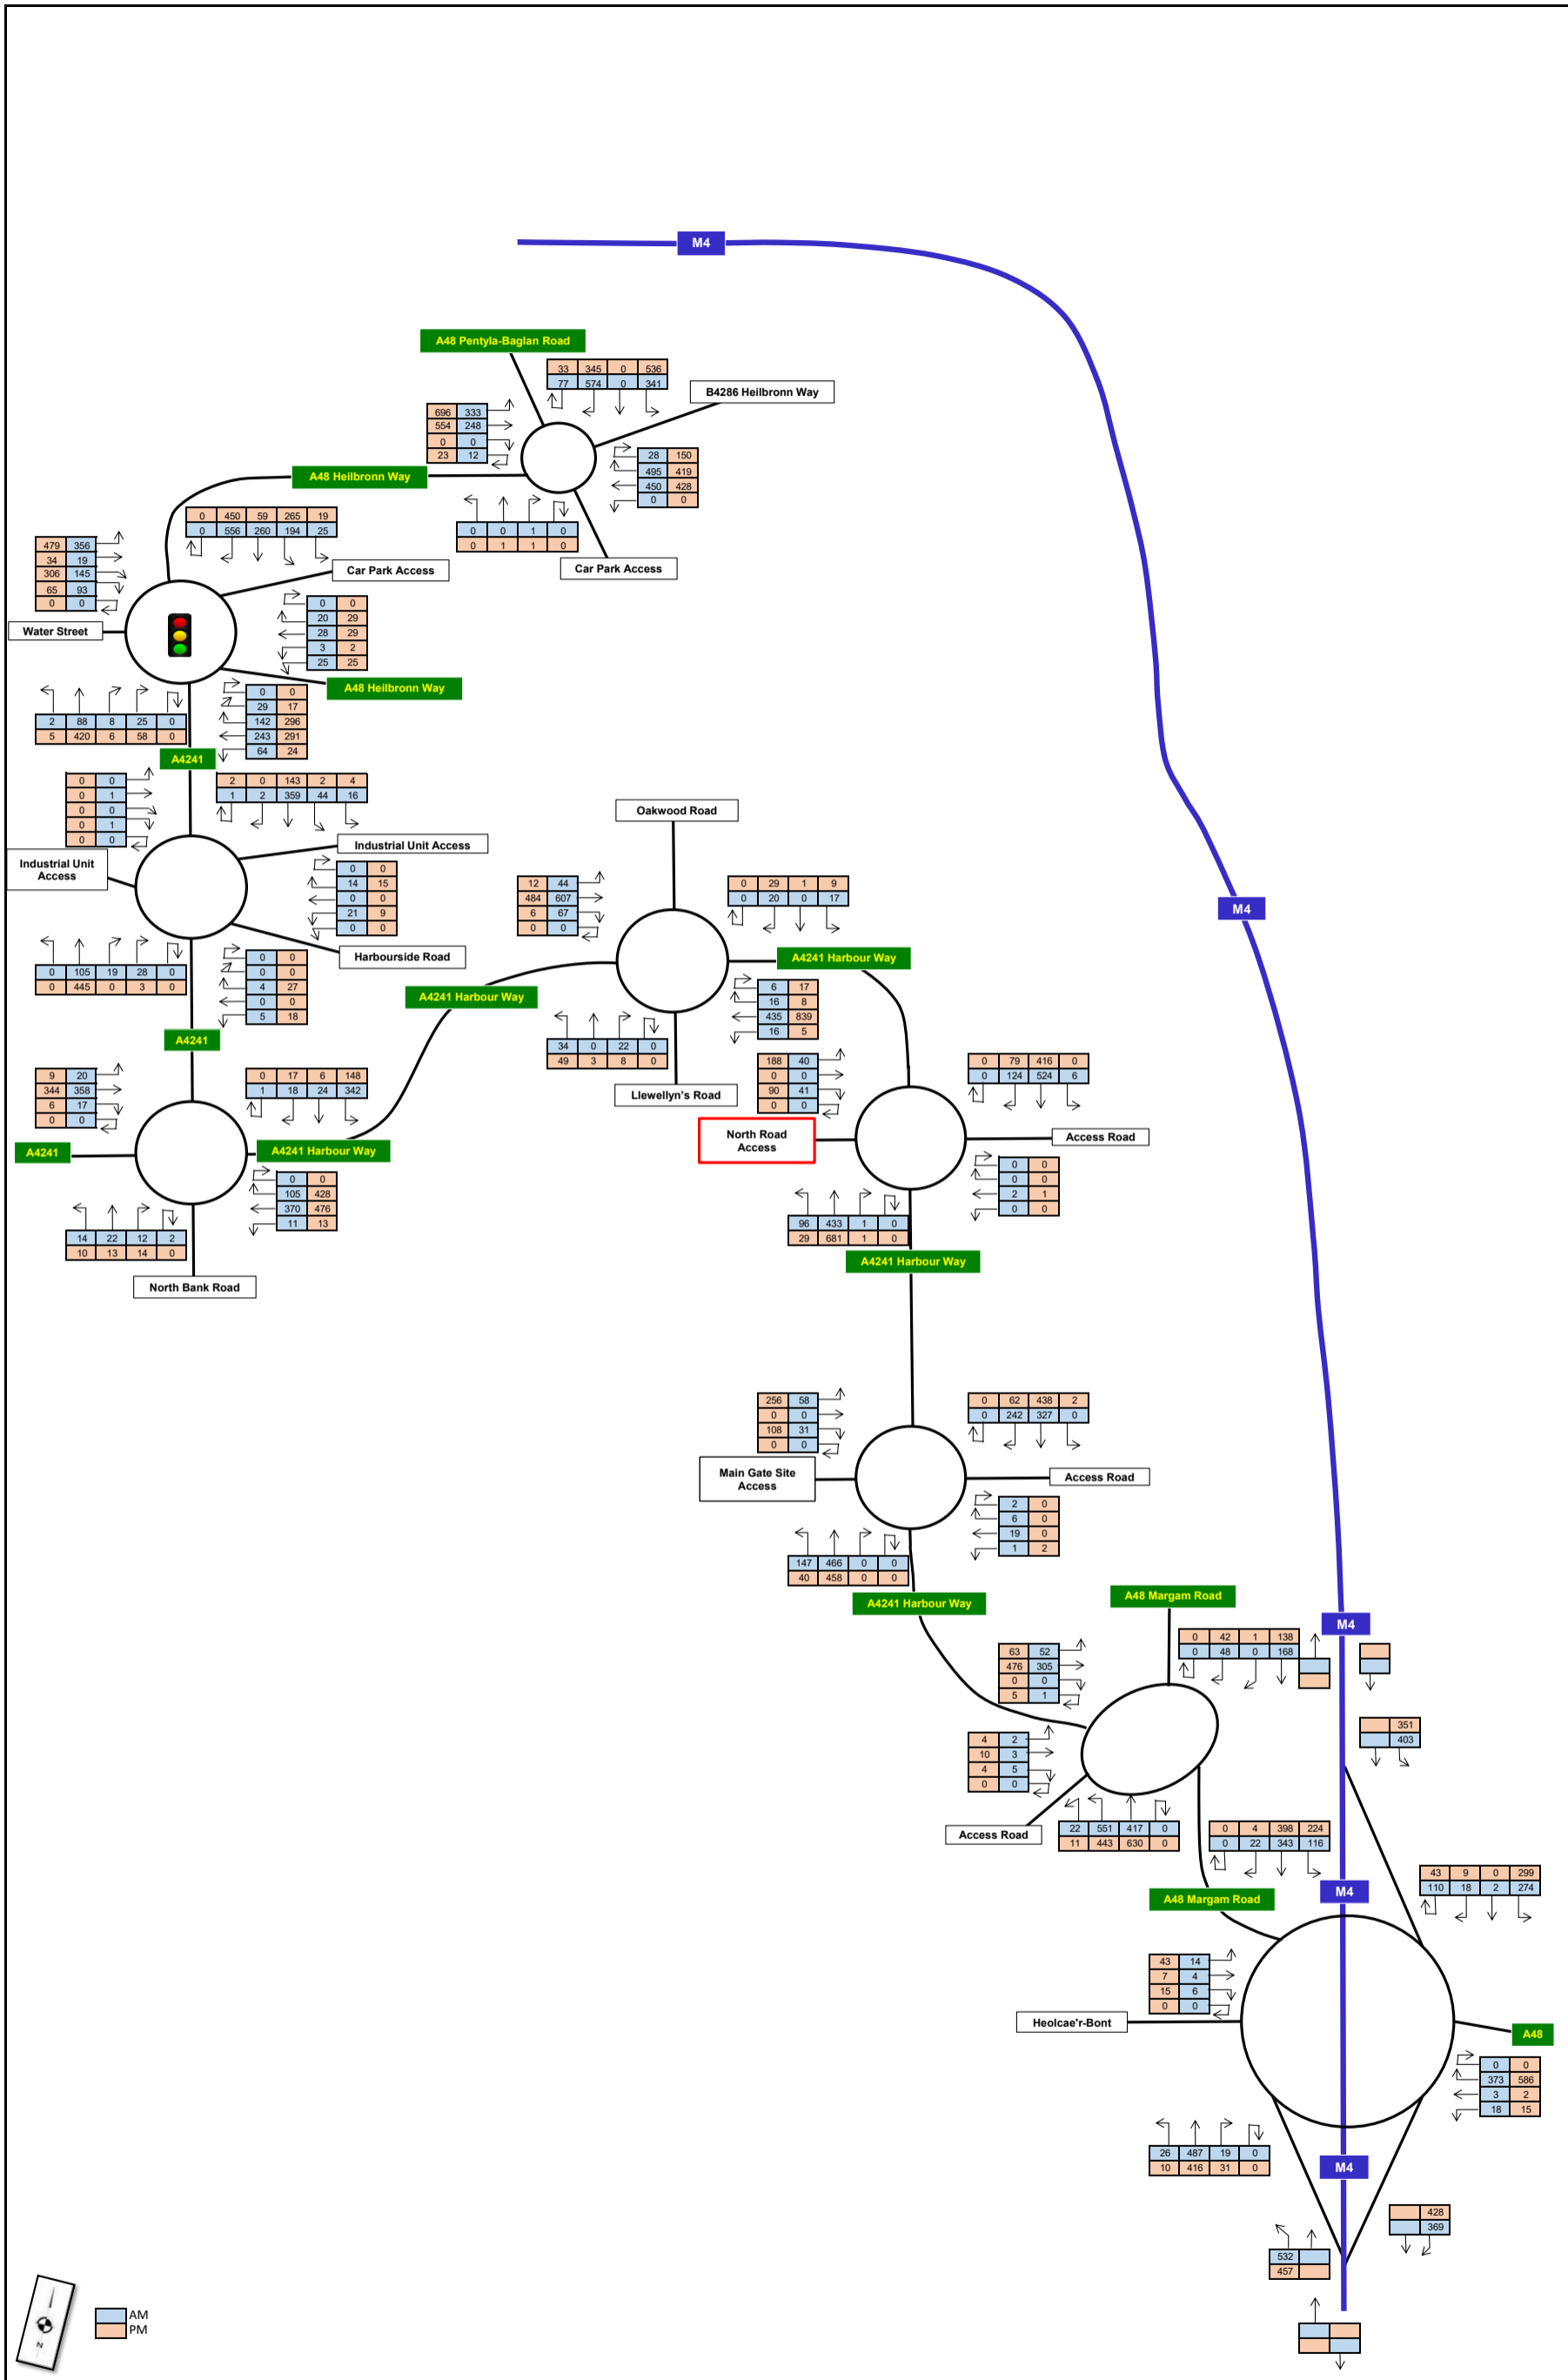 M4
A48 Pentyla-Baglan Road
33 345 0 536
77 574 0 341
B4286 Heilbronn Way
696 333
554 248
0 0
23 12
28 150
495 419
450 428
0 0
A48 Heilbronn Way
0 0 1 0
0 1 1 0
Car Park Access
0 450 59 265 19
0 556 260 194 25
479 356
34 19
306 145
65 93
0 0
Car Park Access
Water Street
0 0
20 29
28 29
3 2
25 25
A48 Heilbronn Way
2 88 8 25 0
5 420 6 58 0
0 0
29 17
142 296
243 291
64 24
A4241
0 0
0 1
0 0
0 1
0 0
2 0 143 2 4
1 2 359 44 16
Industrial Unit Access
Industrial Unit
Access
0 0
14 15
0 0
21 9
0 0
Harbourside Road
0 105 19 28 0
0 445 0 3 0
0 0
0 0
4 27
0 0
5 18
A4241
9 20
344 358
6 17
0 0
0 17 6 148
1 18 24 342
A4241
A4241 Harbour Way
0 0
105 428
370 476
11 13
14 22 12 2
10 13 14 0
North Bank Road
A4241 Harbour Way
Oakwood Road
12 44
484 607
6 67
0 0
0 29 1 9
0 20 0 17
A4241 Harbour Way
6 17
16 8
435 839
16 5
34 0 22 0
49 3 8 0
Llewellyn's Road
188 40
0 0
90 41
0 0
0 79 416 0
0 124 524 6
North Road
Access
Access Road
0 0
0 0
2 1
0 0
96 433 1 0
29 681 1 0
A4241 Harbour Way
M4
256 58
0 0
108 31
0 0
0 62 438 2
0 242 327 0
Main Gate Site
Access
Access Road
2 0
6 0
19 0
1 2
147 466 0 0
40 458 0 0
A4241 Harbour Way
A48 Margam Road
M4
63 52
476 305
0 0
5 1
0 42 1 138
0 48 0 168
351
403
4 2
10 3
4 5
0 0
Access Road
22 551 417 0
11 443 630 0
0 4 398 224
0 22 343 116
A48 Margam Road
M4
43 9 0 299
110 18 2 274
43 14
7 4
15 6
0 0
Heolcae'r-Bont
A48
0 0
373 586
3 2
18 15
26 487 19 0
10 416 31 0
M4
428
369
532
457
N
AM
PM